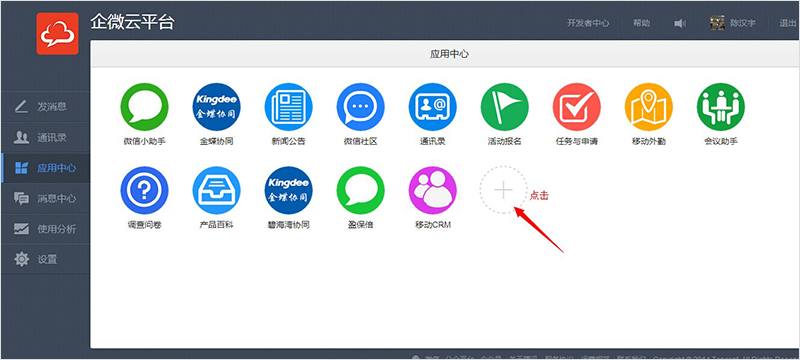 企微云平台
开发者中心 帮助 陈汉宇 退出
应用中心
发消息
通讯录
应用中心
消息中心
使用分析
设置
Kingdee
金蝶协同
微信小助手 金蝶协同 新闻公告 微信社区 通讯录 活动报名 任务与申请 移动外勤 会议助手
Kingdee
金蝶协同
点击
调查问卷 产品百科 碧海湾协同 盈保倍 移动CRM